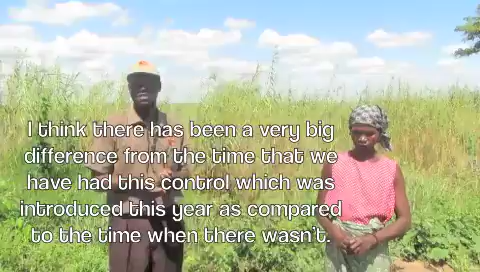 I think there has been a very big
difference from the time that we
have had this control which was
introduced this year as compared
to the time when there wasn't.